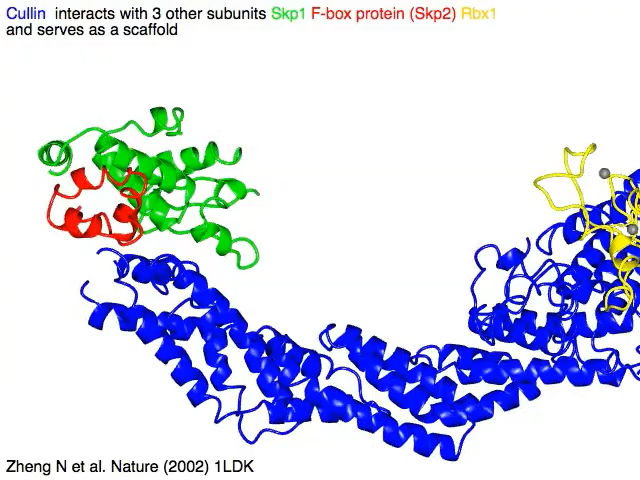 Cullin interacts with 3 other subunits Skp1 F-box protein (Skp2) Rbx1
and serves as a scaffold
Zheng N et al. Nature (2002) 1LDK